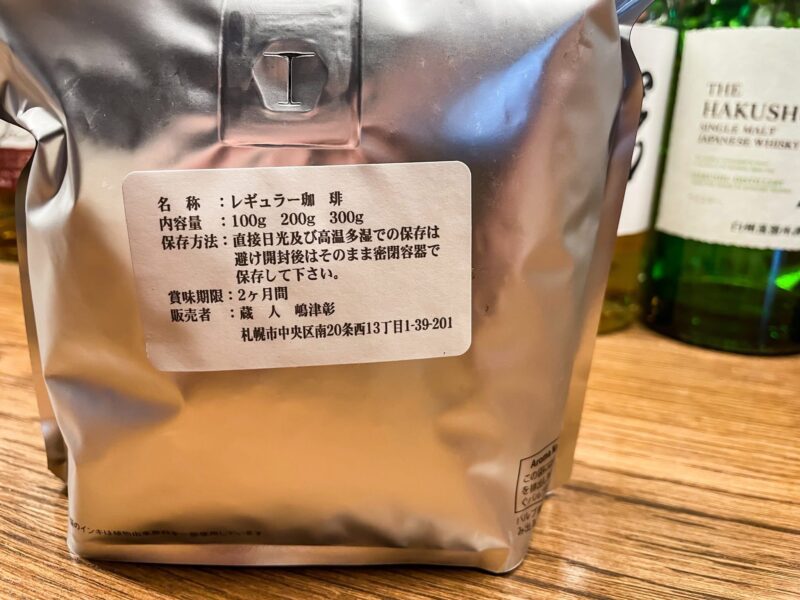 名　称　：レギュラー珈　琲
内容量　：100g　200g　300g
保存方法：直接日光及び高温多湿での保存は
避け開封後はそのまま密閉容器で
保存して下さい。
賞味期限：2ヶ月間
販売者　：蔵　人　嶋津彰
札幌市中央区南20条西13丁目1-39-201
THE
HAKUSH
SINGLE MALT
JAPANESE WHISKY
Aroma